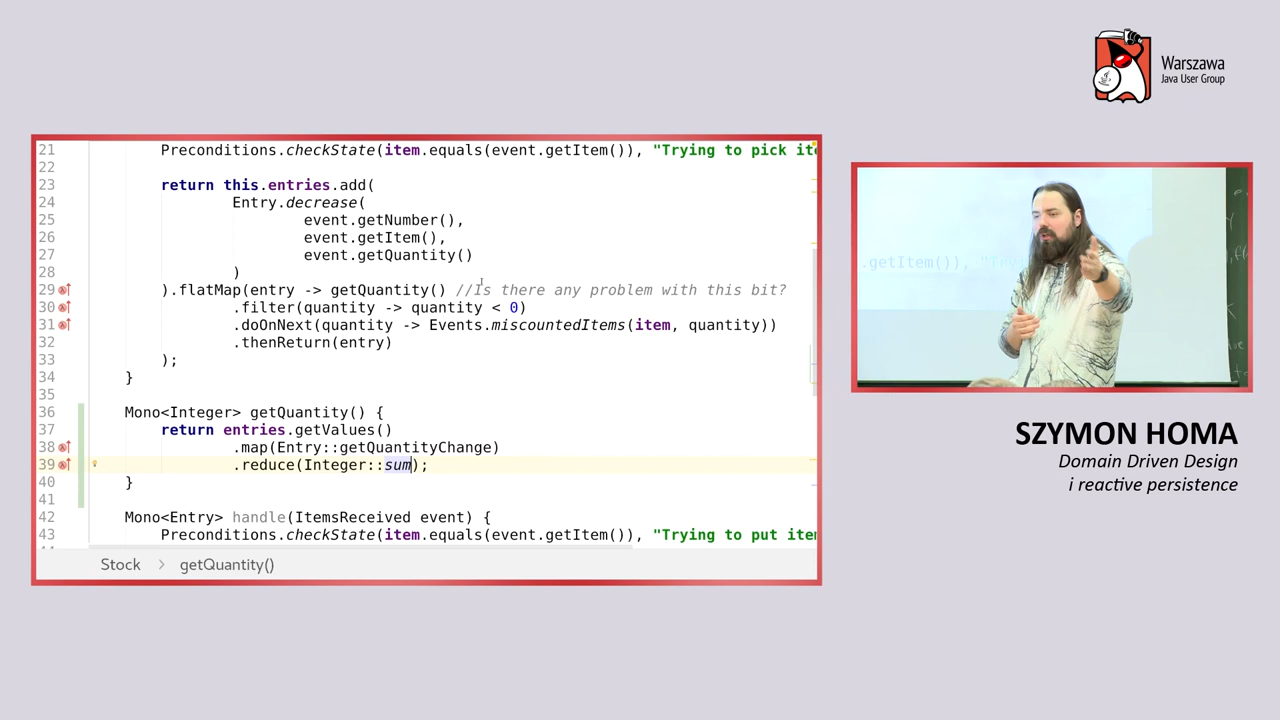 Warszawa
Java User Group
21 Preconditions.checkState(item.equals(event.getItem()), "Trying to pick ite
22
23 return this.entries.add(
24 Entry.decrease(
25 event.getNumber(),
26 event.getItem(),
27 event.getQuantity()
28 )
29 ).flatMap(entry -> getQuantity() //Is there any problem with this bit?
30 .filter(quantity -> quantity < 0)
31 .doOnNext(quantity -> Events.miscountedItems(item, quantity))
32 .thenReturn(entry)
33 );
34 }
35
36 Mono<Integer> getQuantity() {
37 return entries.getValues()
38 .map(Entry::getQuantityChange)
39 .reduce(Integer::sum);
40 }
41
42 Mono<Entry> handle(ItemsReceived event) {
43 Preconditions.checkState(item.equals(event.getItem()), "Trying to put item
Stock > getQuantity()
.getItem()), "Tryi
SZYMON HOMA
Domain Driven Design
i reactive persistence